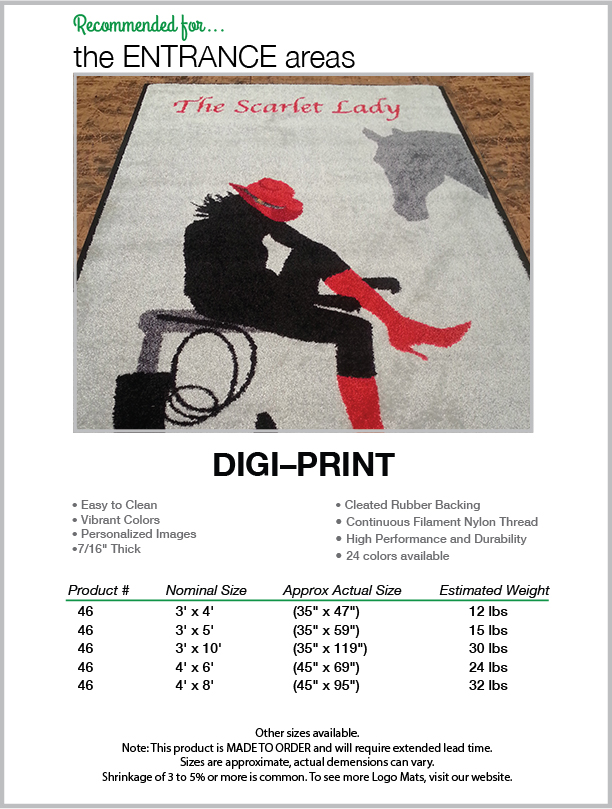 Recommended for...
the ENTRANCE areas
The Scarlet Lady
DIGI–PRINT
• Easy to Clean
• Vibrant Colors
• Personalized Images
•7/16" Thick
• Cleated Rubber Backing
• Continuous Filament Nylon Thread
• High Performance and Durability
• 24 colors available
Product # Nominal Size Approx Actual Size Estimated Weight
46 3' x 4' (35" x 47") 12 lbs
46 3' x 5' (35" x 59") 15 lbs
46 3' x 10' (35" x 119") 30 lbs
46 4' x 6' (45" x 69") 24 lbs
46 4' x 8' (45" x 95") 32 lbs
Other sizes available.
Note: This product is MADE TO ORDER and will require extended lead time.
Sizes are approximate, actual demensions can vary.
Shrinkage of 3 to 5% or more is common. To see more Logo Mats, visit our website.